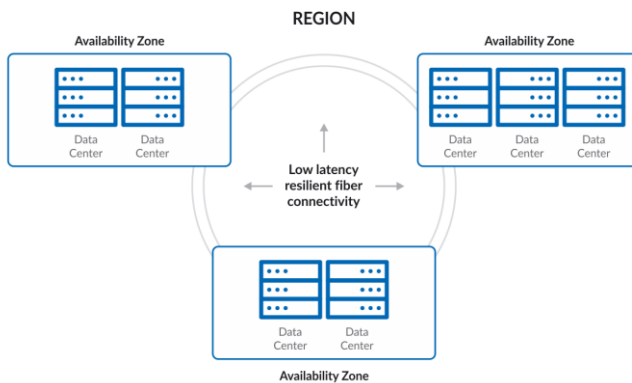 REGION
Availability Zone
Availability Zone
Data
Center
Data
Center
Data
Center
Data
Center
Data
Center
Low latency
resilient fiber
connectivity
Data
Center
Data
Center
Availability Zone